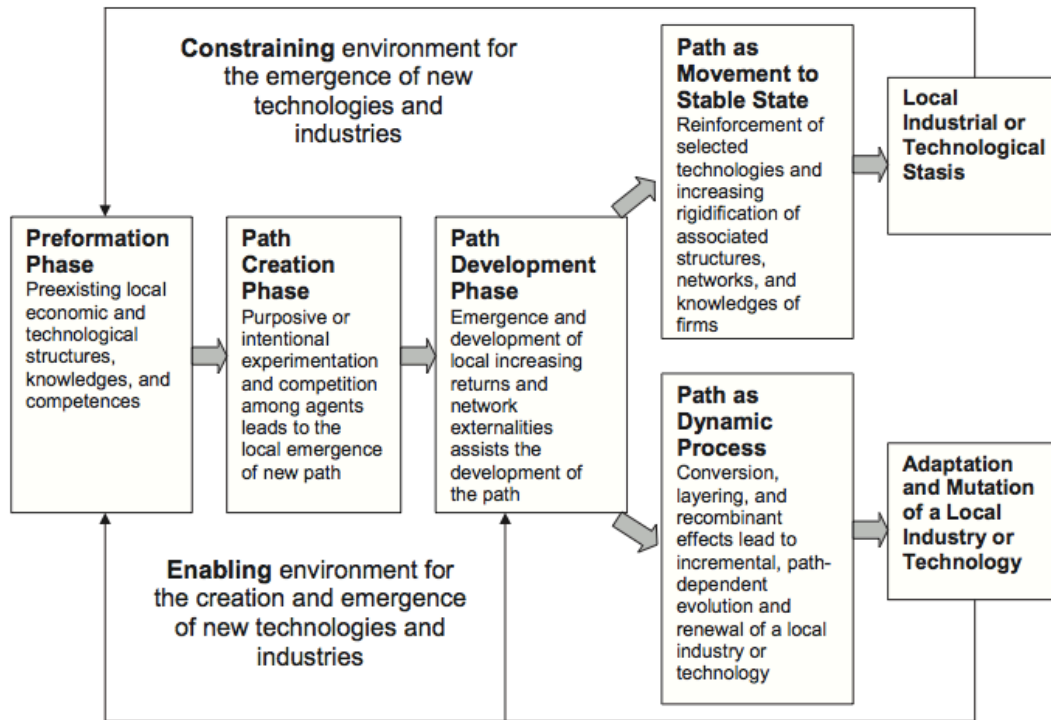 Constraining environment for
the emergence of new
technologies and
industries
Path as
Movement to
Stable State
Reinforcement of
selected
technologies and
increasing
rigidification of
associated
structures,
networks, and
knowledges of
firms
Local
Industrial or
Technological
Stasis
Preformation
Phase
Preexisting local
economic and
technological
structures,
knowledges, and
competences
Path
Creation
Phase
Purposive or
intentional
experimentation
and competition
among agents
leads to the
local emergence
of new path
Path
Development
Phase
Emergence and
development of
local increasing
returns and
network
externalities
assists the
development of
the path
Path as
Dynamic
Process
Conversion,
layering, and
recombinant
effects lead to
incremental, path-
dependent
evolution and
renewal of a local
industry or
technology
Adaptation
and Mutation
of a Local
Industry or
Technology
Enabling environment for
the creation and emergence
of new technologies and
industries